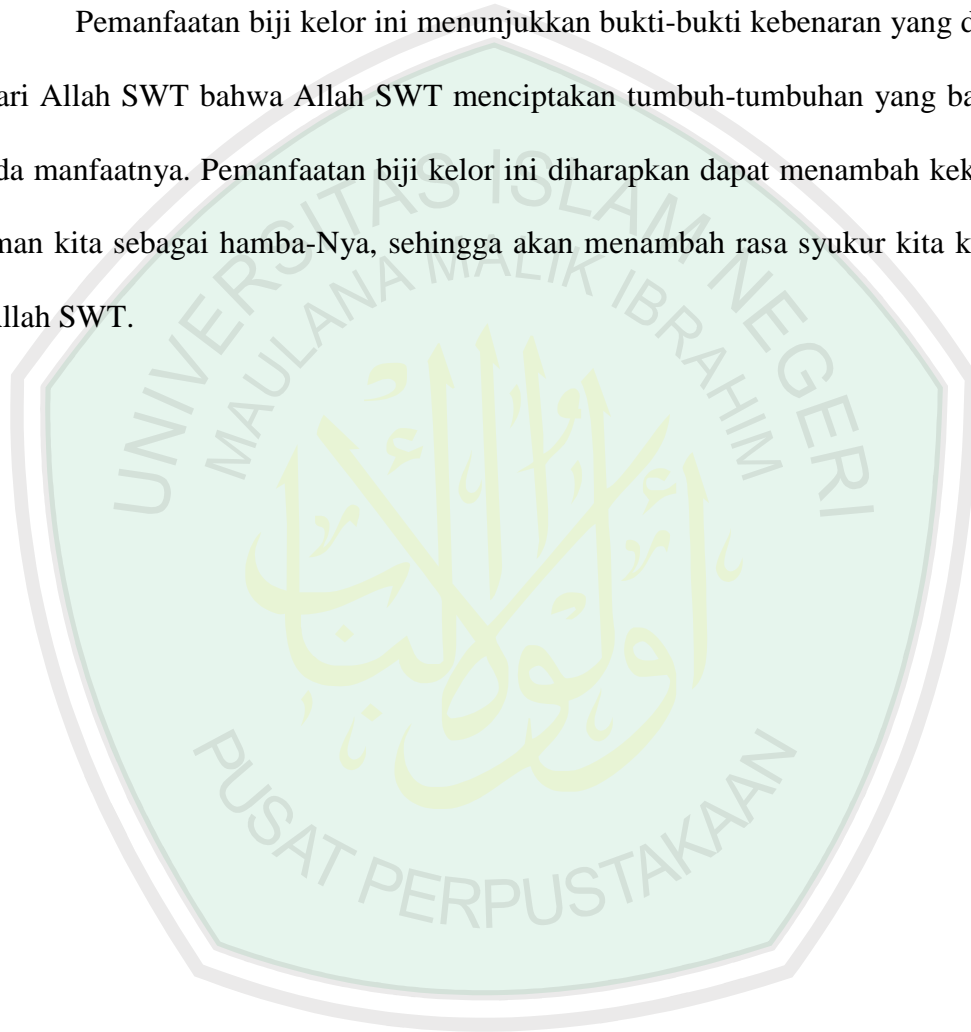 Pemanfaatan biji kelor ini menunjukkan bukti-bukti kebenaran yang d
ari Allah SWT bahwa Allah SWT menciptakan tumbuh-tumbuhan yang ba
da manfaatnya. Pemanfaatan biji kelor ini diharapkan dapat menambah kek
man kita sebagai hamba-Nya, sehingga akan menambah rasa syukur kita k
llah SWT.
UNIVERSITAS ISLAM NEGERI
MAULANA MALIK IBRAHIM
أولوا الألباب
PUSAT PERPUSTAKAAN